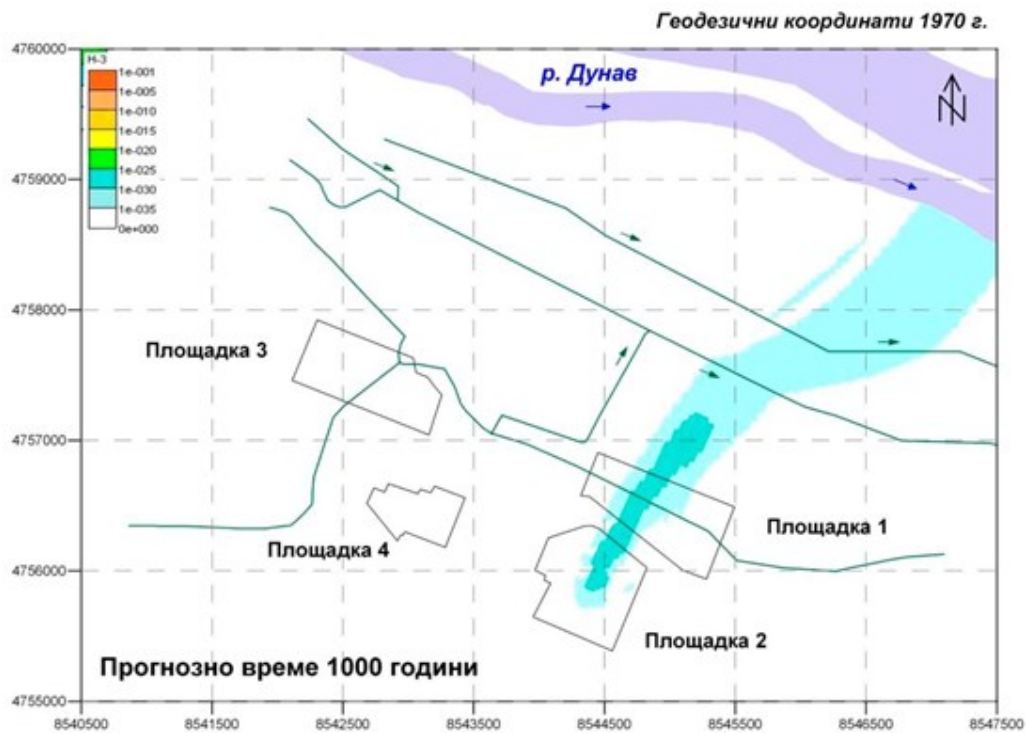 Геодезични координати 1970 г.
4760000
H-3
1e-001
1e-005
1e-010
1e-015
1e-020
1e-025
1e-030
1e-035
0e+000
р. Дунав
N
4759000
4758000
Площадка 3
4757000
Площадка 1
Площадка 4
4756000
Площадка 2
Прогнозно време 1000 години
4755000
8540500 8541500 8542500 8543500 8544500 8545500 8546500 8547500